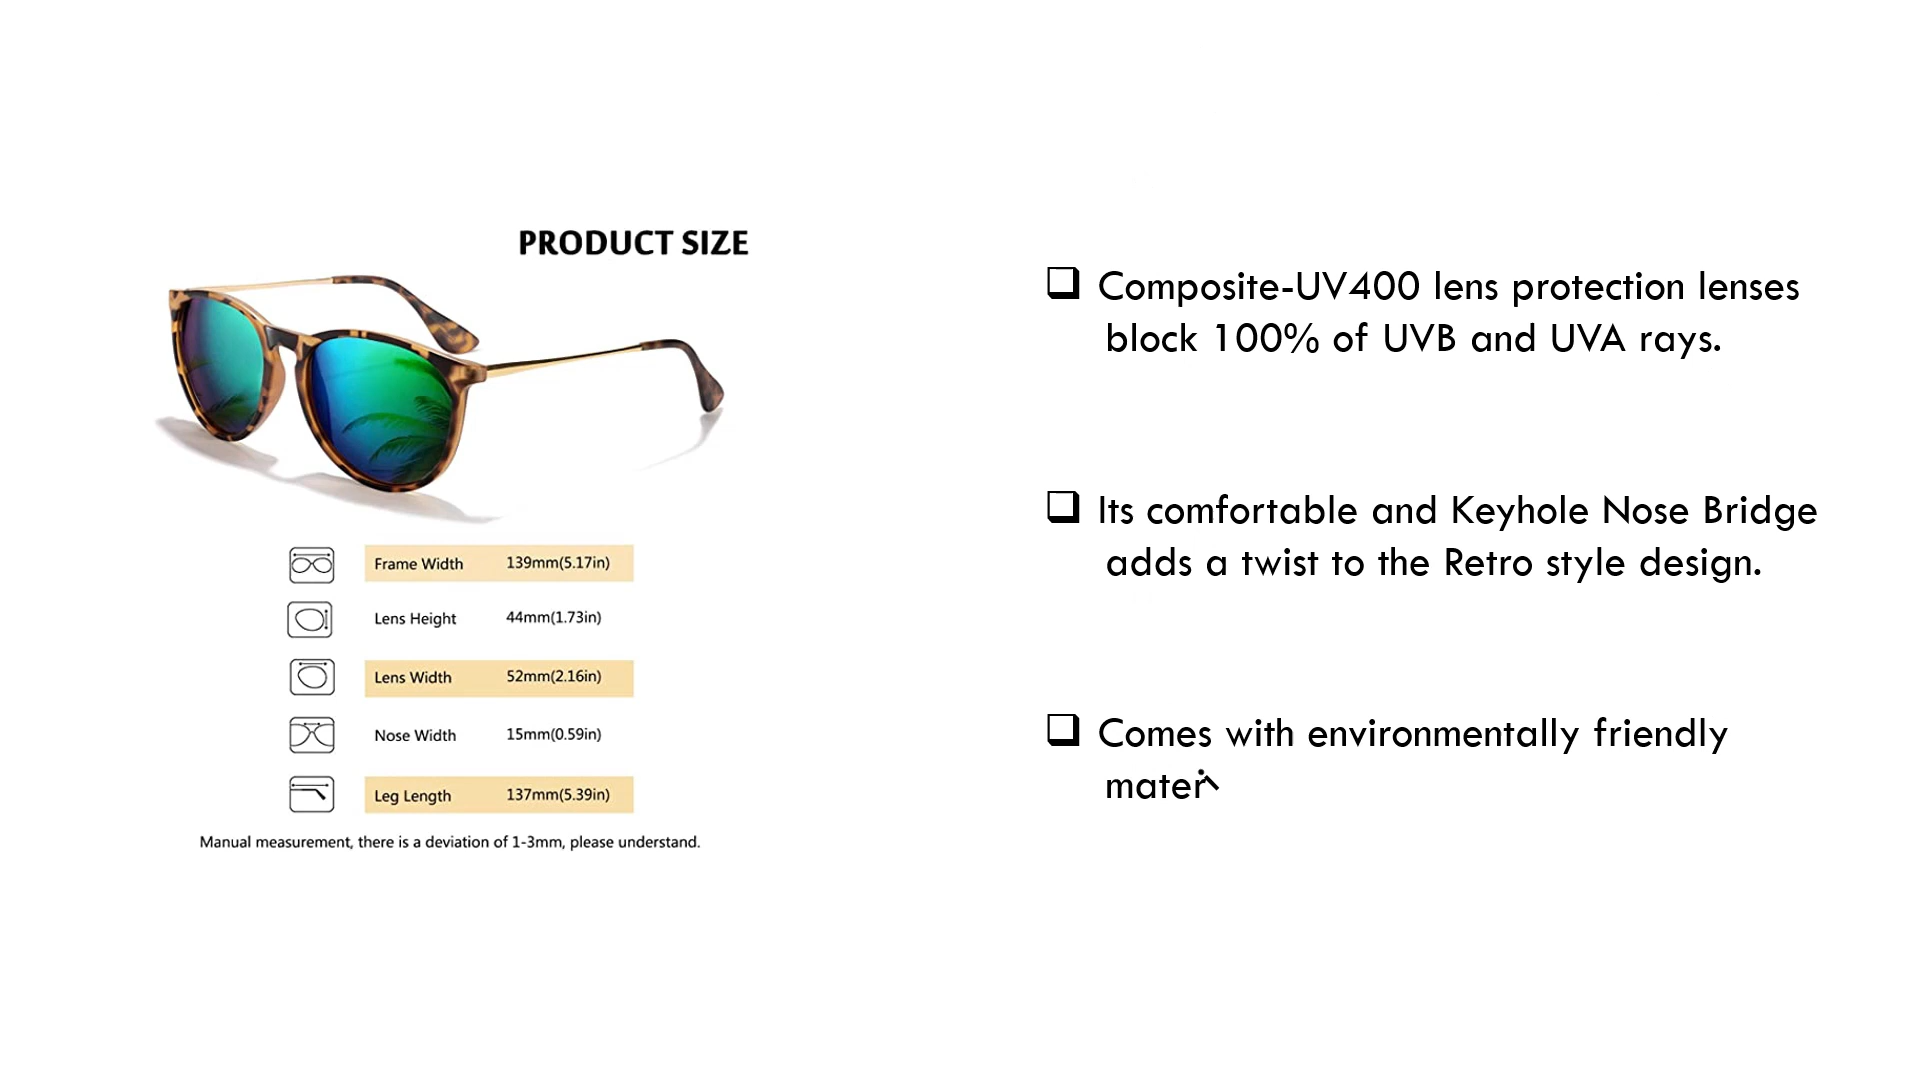 PRODUCT SIZE
Frame Width 139mm(5.17in)
Lens Height 44mm(1.73in)
Lens Width 52mm(2.16in)
Nose Width 15mm(0.59in)
Leg Length 137mm(5.39in)
Manual measurement, there is a deviation of 1-3mm, please understand.
Composite-UV400 lens protection lenses
block 100% of UVB and UVA rays.
Its comfortable and Keyhole Nose Bridge
adds a twist to the Retro style design.
Comes with environmentally friendly